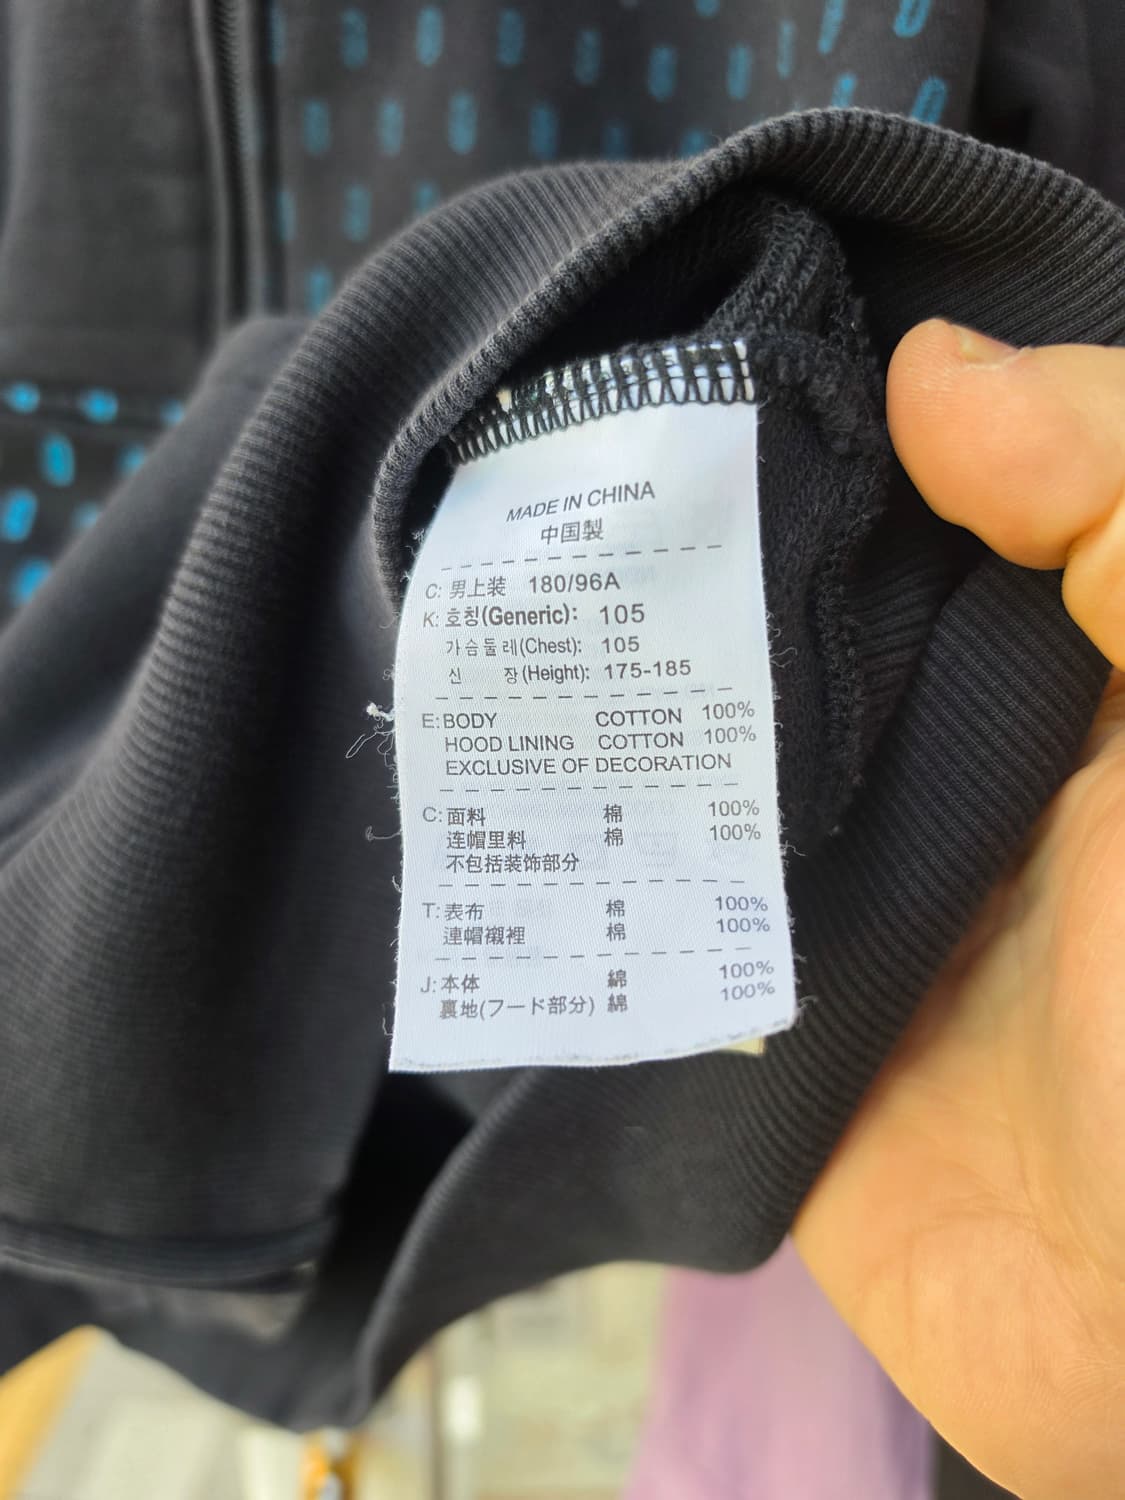 MADE IN CHINA
中国製
C: 男上装 180/96A
K: 호칭(Generic): 105
가슴둘레(Chest): 105
신 장(Height): 175-185
E: BODY COTTON 100%
HOOD LINING COTTON 100%
EXCLUSIVE OF DECORATION
C: 面料 棉 100%
连帽里料 棉 100%
不包括装饰部分
T: 表布 棉 100%
連帽襯裡 棉 100%
J: 本体 綿 100%
裏地(フード部分) 綿 100%